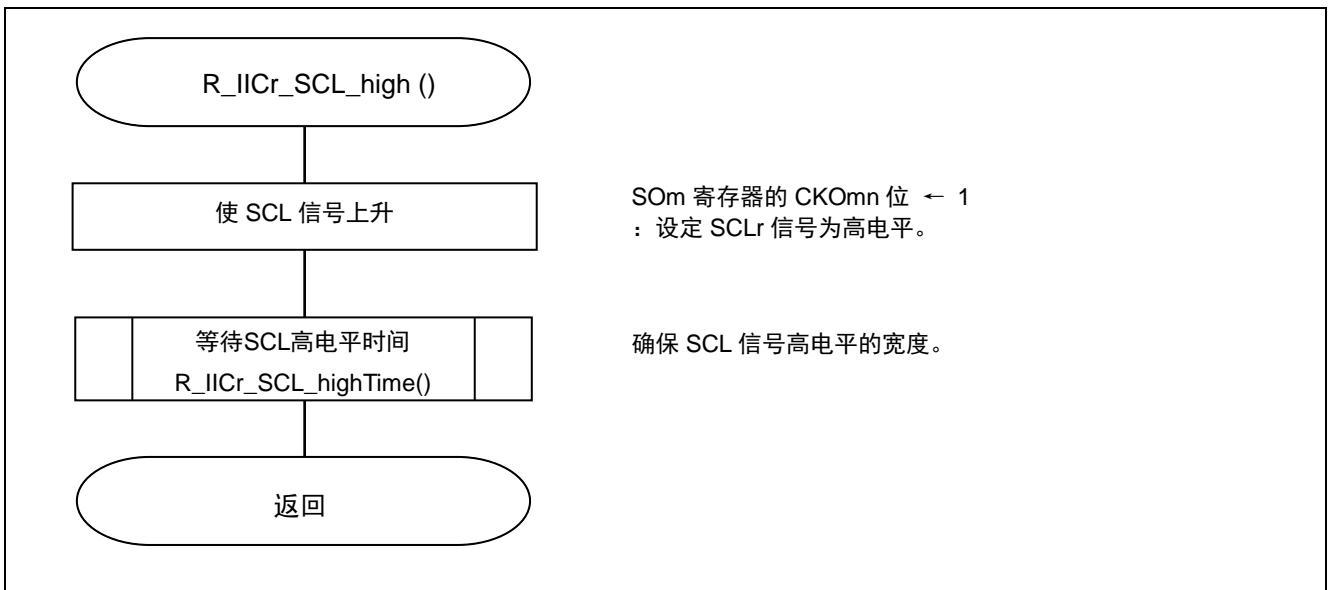 R_IICr_SCL_high ()
使 SCL 信号上升
SOm 寄存器的 CKOmn 位 ← 1
：设定 SCLr 信号为高电平。
等待SCL高电平时间
R_IICr_SCL_highTime()
确保 SCL 信号高电平的宽度。
返回